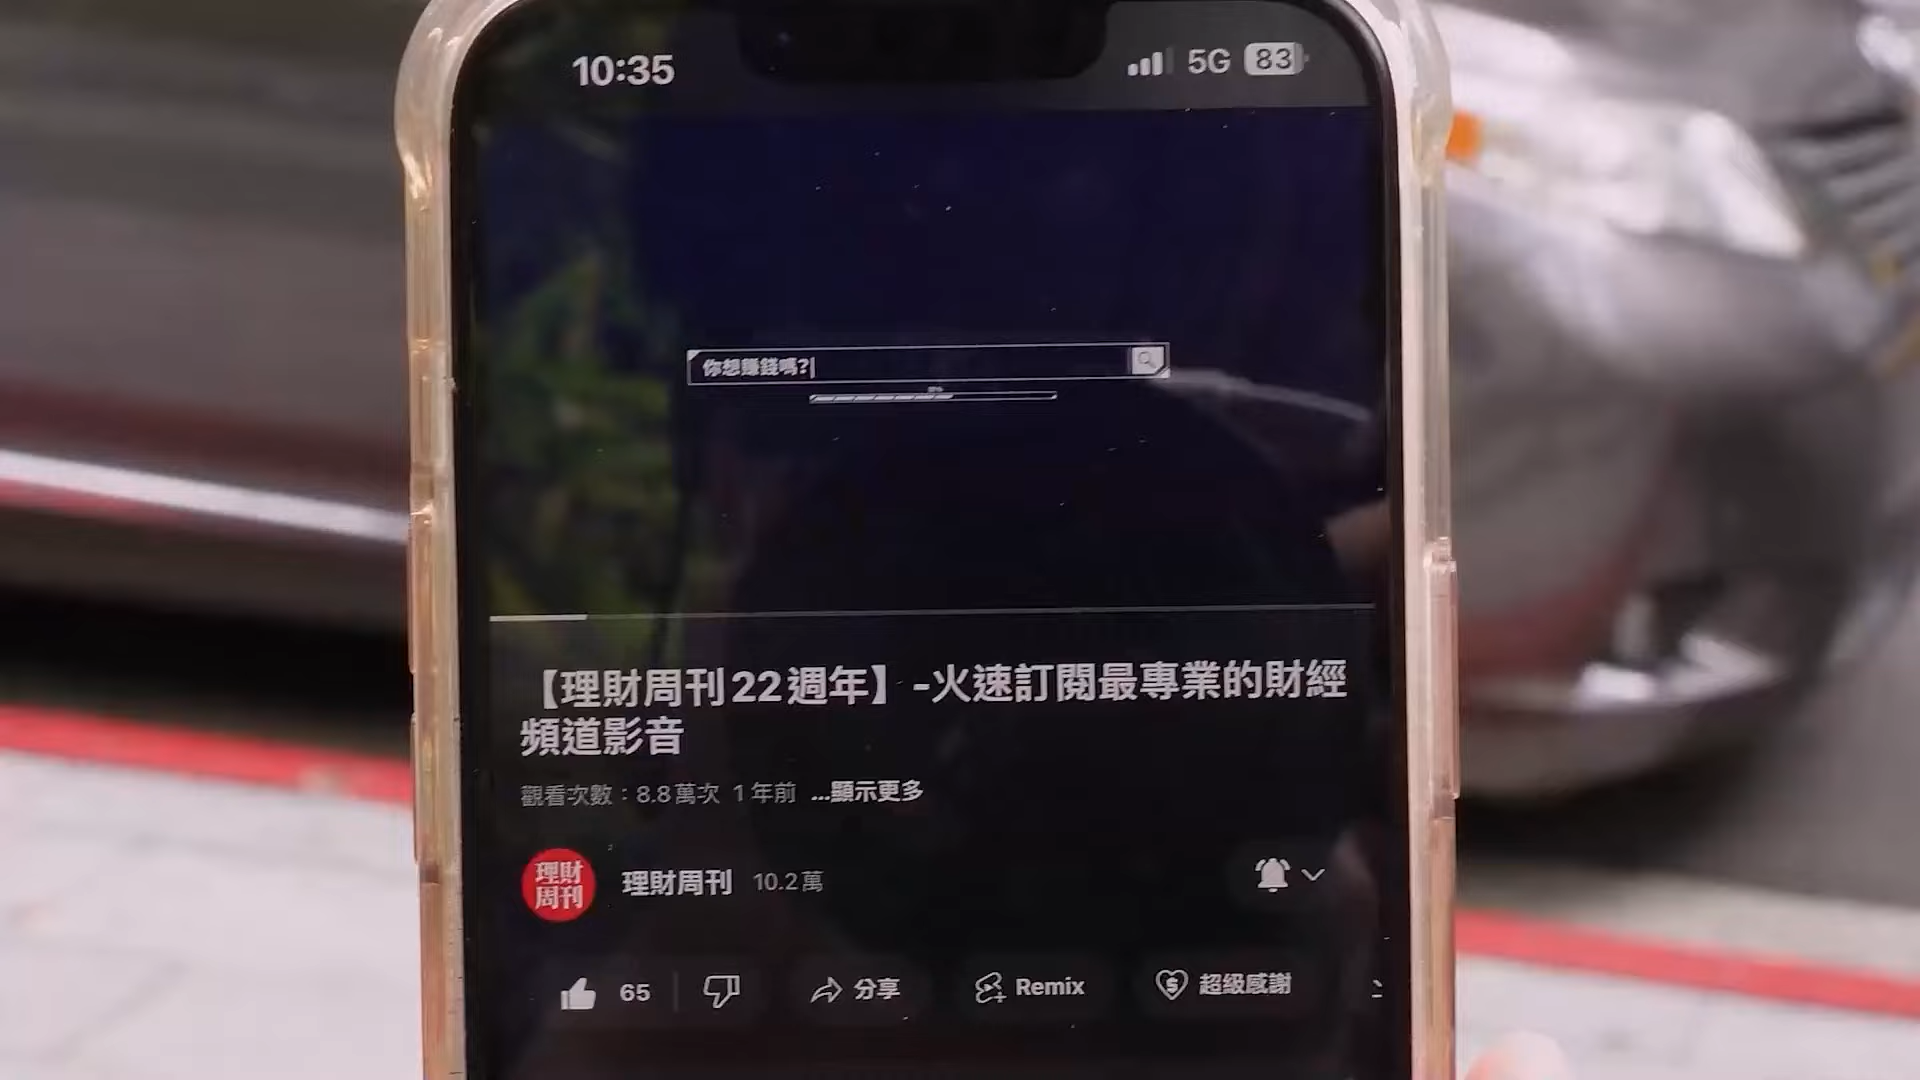 10:35
5G 83
你想賺錢嗎?
【理財周刊22週年】-火速訂閱最專業的財經
頻道影音
觀看次數：8.8萬次 1年前 ...顯示更多
理財
周刊
理財周刊 10.2萬
65 分享 Remix 超級感謝